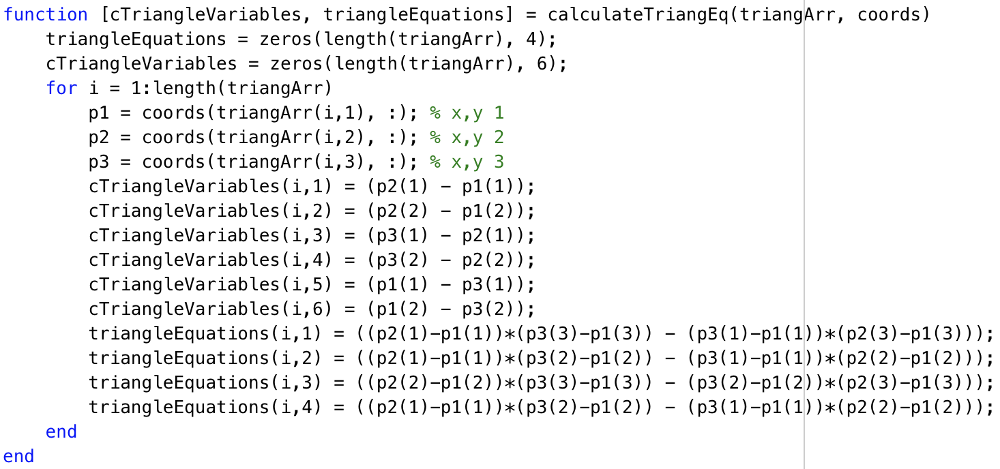 function [cTriangleVariables, triangleEquations] = calculateTriangEq(triangArr, coords)
    triangleEquations = zeros(length(triangArr), 4);
    cTriangleVariables = zeros(length(triangArr), 6);
    for i = 1:length(triangArr)
        p1 = coords(triangArr(i,1), :); % x,y 1
        p2 = coords(triangArr(i,2), :); % x,y 2
        p3 = coords(triangArr(i,3), :); % x,y 3
        cTriangleVariables(i,1) = (p2(1) - p1(1));
        cTriangleVariables(i,2) = (p2(2) - p1(2));
        cTriangleVariables(i,3) = (p3(1) - p2(1));
        cTriangleVariables(i,4) = (p3(2) - p2(2));
        cTriangleVariables(i,5) = (p1(1) - p3(1));
        cTriangleVariables(i,6) = (p1(2) - p3(2));
        triangleEquations(i,1) = ((p2(1)-p1(1))*(p3(3)-p1(3)) - (p3(1)-p1(1))*(p2(3)-p1(3)));
        triangleEquations(i,2) = ((p2(1)-p1(1))*(p3(2)-p1(2)) - (p3(1)-p1(1))*(p2(2)-p1(2)));
        triangleEquations(i,3) = ((p2(2)-p1(2))*(p3(3)-p1(3)) - (p3(2)-p1(2))*(p2(3)-p1(3)));
        triangleEquations(i,4) = ((p2(1)-p1(1))*(p3(2)-p1(2)) - (p3(1)-p1(1))*(p2(2)-p1(2)));
    end
end